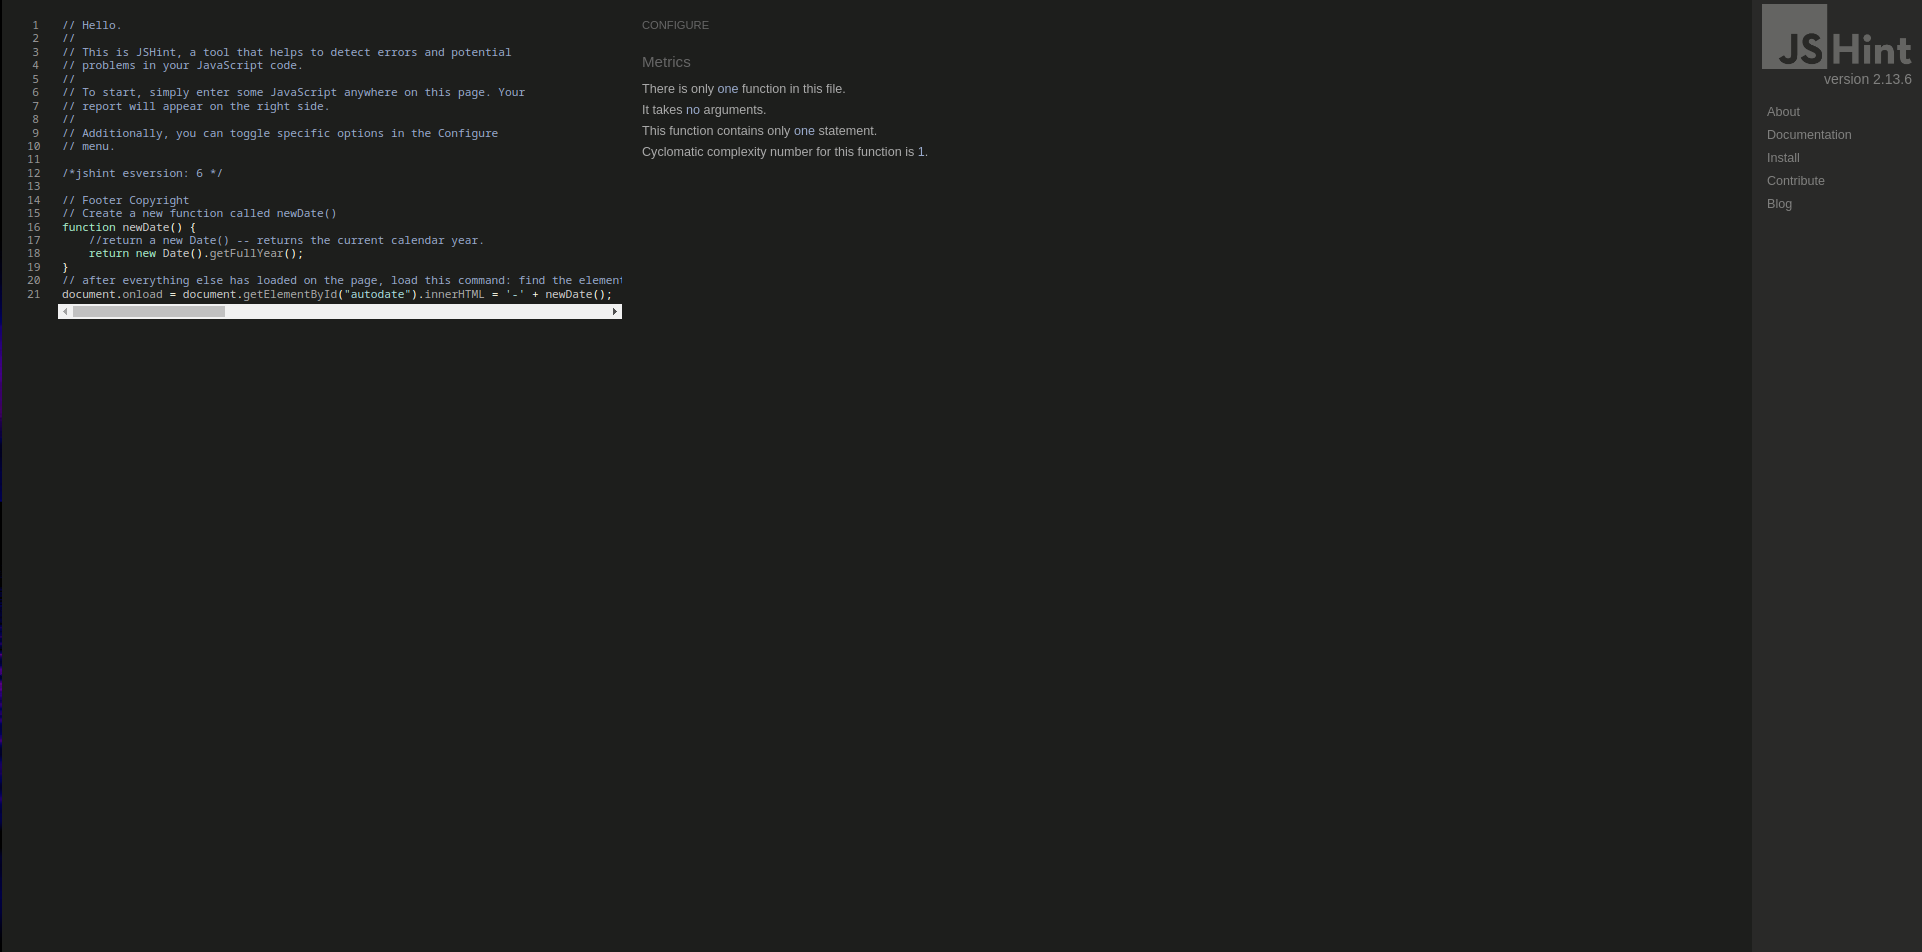 1 // Hello.
2 //
3 // This is JSHint, a tool that helps to detect errors and potential
4 // problems in your JavaScript code.
5 //
6 // To start, simply enter some JavaScript anywhere on this page. Your
7 // report will appear on the right side.
8 //
9 // Additionally, you can toggle specific options in the Configure
10 // menu.
11
12 /*jshint esversion: 6 */
13
14 // Footer Copyright
15 // Create a new function called newDate()
16 function newDate() {
17     //return a new Date() -- returns the current calendar year.
18     return new Date().getFullYear();
19 }
20 // after everything else has loaded on the page, load this command: find the element
21 document.onload = document.getElementById("autodate").innerHTML = '-' + newDate();
CONFIGURE
Metrics
There is only one function in this file.
It takes no arguments.
This function contains only one statement.
Cyclomatic complexity number for this function is 1.
JSHint
version 2.13.6
About
Documentation
Install
Contribute
Blog